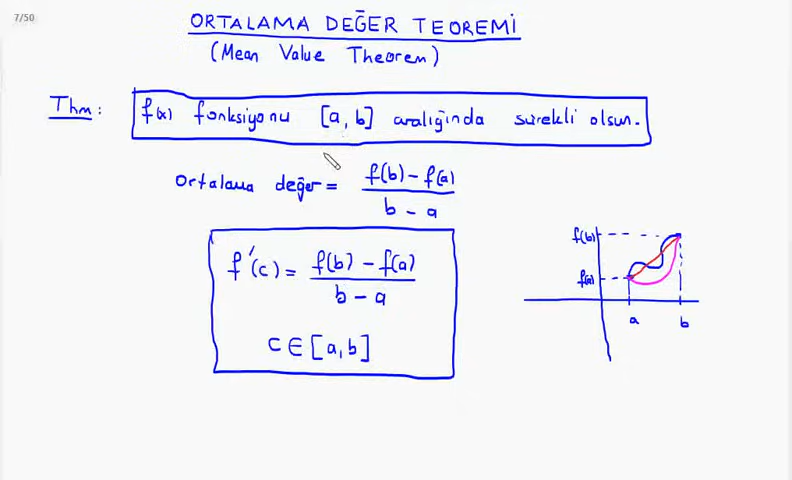 7/50
ORTALAMA DEĞER TEOREMİ
(Mean Value Theorem)
Thm: f(x) fonksiyonu [a, b] aralığında sürekli olsun.
Ortalama değer = f(b) - f(a) / b - a
f'(c) = f(b) - f(a) / b - a
c ∈ [a, b]
f(b)
f(a)
a b